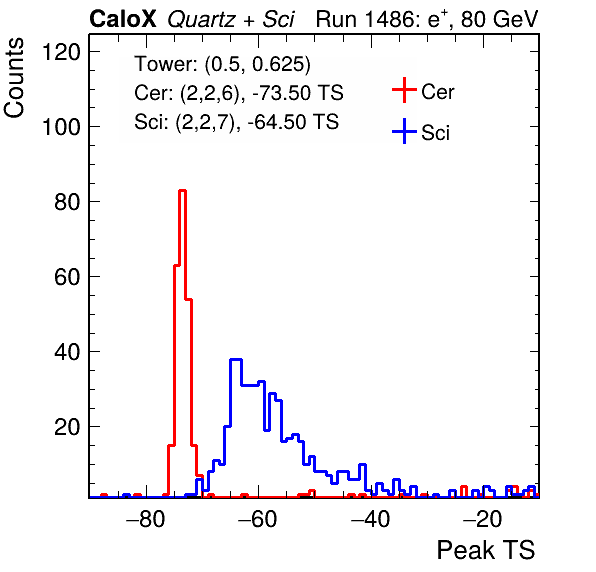 CaloX Quartz + Sci Run 1486: e+, 80 GeV
Counts
Tower: (0.5, 0.625)
Cer: (2,2,6), -73.50 TS
Sci: (2,2,7), -64.50 TS
Cer
Sci
120
100
80
60
40
20
−80 −60 −40 −20
Peak TS